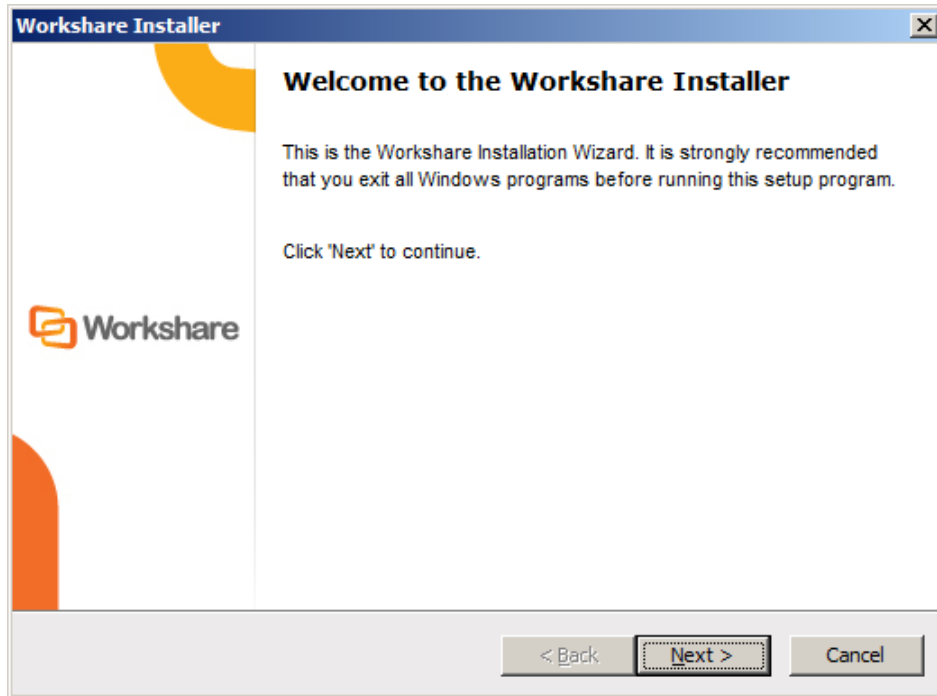 Workshare Installer
Welcome to the Workshare Installer
This is the Workshare Installation Wizard. It is strongly recommended
that you exit all Windows programs before running this setup program.
Click 'Next' to continue.
Workshare
< Back
Next >
Cancel